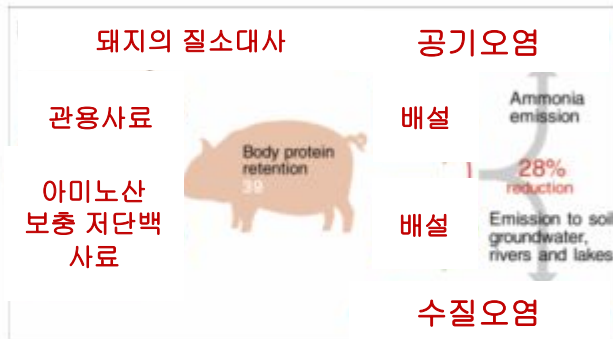 돼지의 질소대사
공기오염
관용사료
배설
Ammonia
emission
Body protein
retention
39
28%
reduction
아미노산
보충 저단백
사료
배설
Emission to soil
groundwater,
rivers and lakes
수질오염